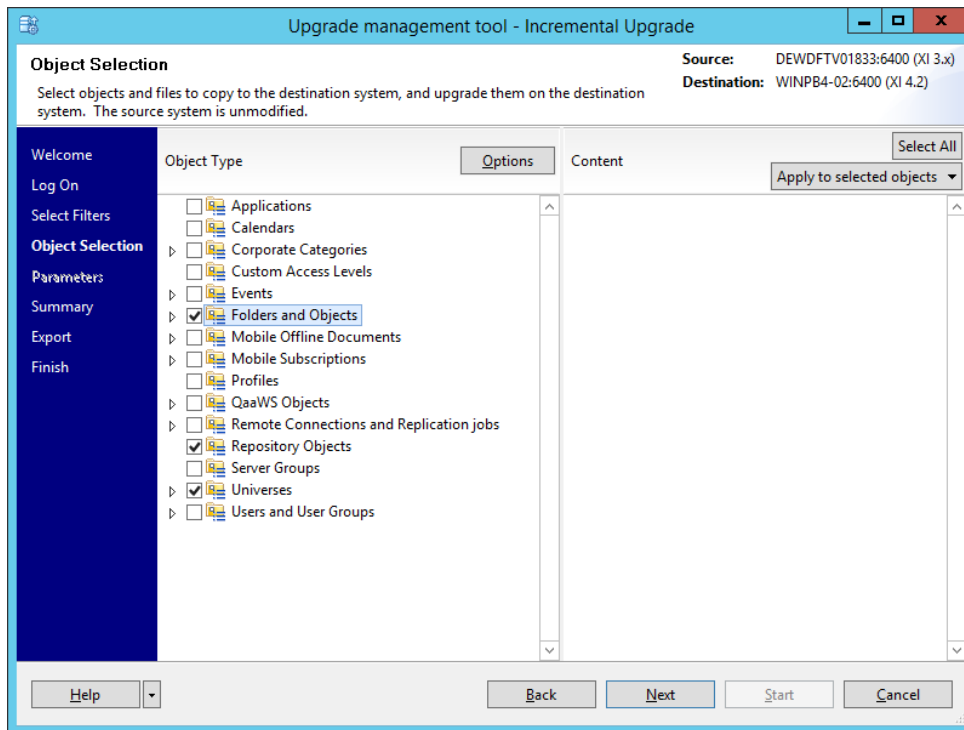 Upgrade management tool - Incremental Upgrade
Object Selection
Select objects and files to copy to the destination system, and upgrade them on the destination
system. The source system is unmodified.
Source: DEWDFTV01833:6400 (XI 3.x)
Destination: WINPB4-02:6400 (XI 4.2)
Welcome
Log On
Select Filters
Object Selection
Parameters
Summary
Export
Finish
Object Type
Options
Applications
Calendars
Corporate Categories
Custom Access Levels
Events
Folders and Objects
Mobile Offline Documents
Mobile Subscriptions
Profiles
QaaWS Objects
Remote Connections and Replication jobs
Repository Objects
Server Groups
Universes
Users and User Groups
Content
Select All
Apply to selected objects
Help
Back
Next
Start
Cancel